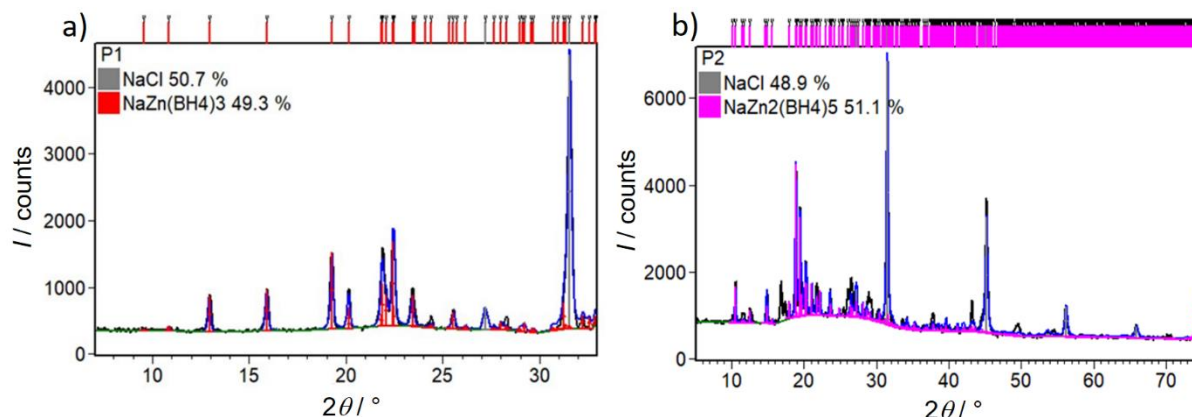 a)
P1
NaCl 50.7 %
NaZn(BH4)3 49.3 %
4000
3000
2000
1000
0
I / counts
10
20
25
30
2θ / °
b)
P2
NaCl 48.9 %
NaZn2(BH4)5 51.1 %
6000
4000
2000
0
I / counts
10
20
30
40
50
60
70
2θ / °